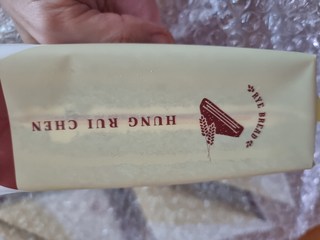 RYE BREAD
HUNG RUI CHEN